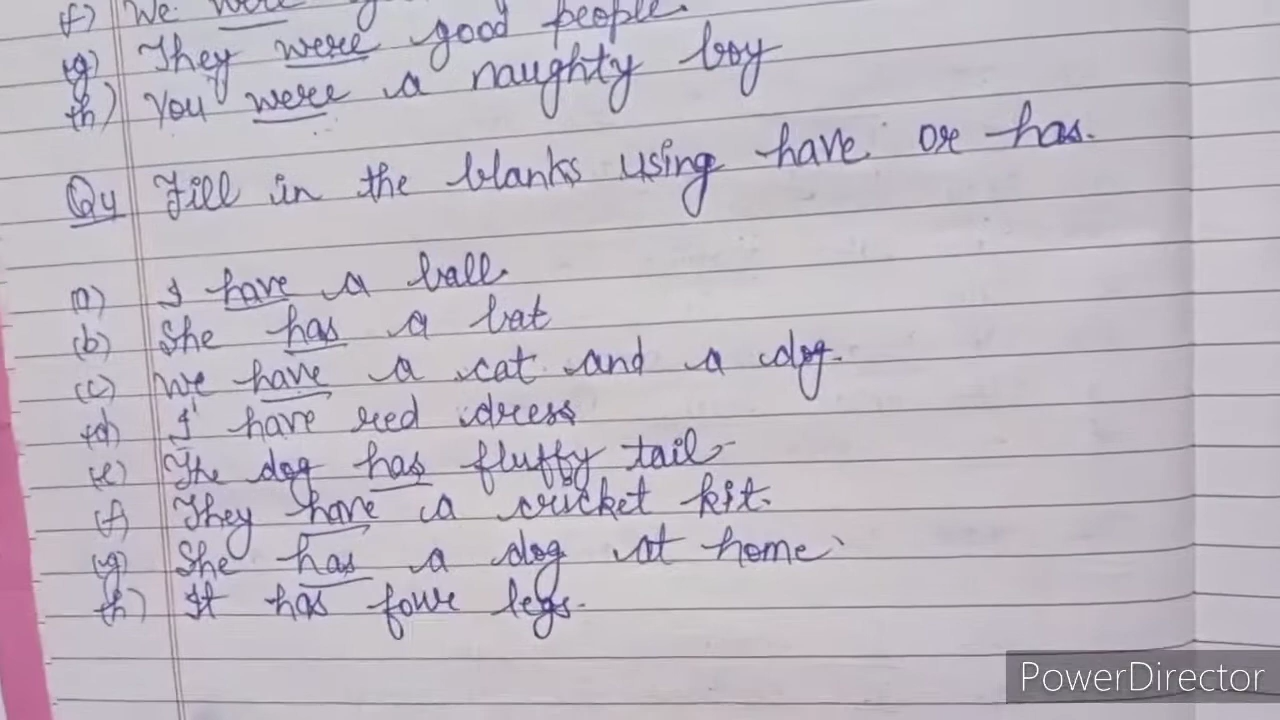 f) We were
(g) They were good people.
(h) You were a naughty boy
Q4 Fill in the blanks using have or has.
(a) I have a ball.
(b) She has a bat
(c) We have a cat and a dog.
(d) I have red dress
(e) The dog has fluffy tail
(f) They have a cricket kit.
(g) She has a dog at home
(h) It has four legs.
PowerDirector